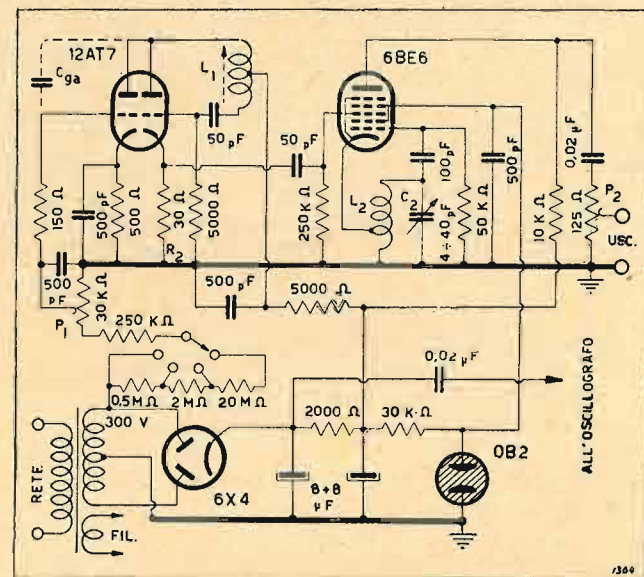 12AT7
6BE6
Cga
L1
50 pF
50 pF
0,02 µF
P2
100 pF
500 pF
L2
C2
4÷40 pF
150 Ω
500 pF
500 Ω
30 Ω
R2
5000 Ω
250 KΩ
50 KΩ
10 KΩ
125 Ω
USC.
500 pF
30 KΩ
P1
500 pF
5000 Ω
250 KΩ
0,02 µF
0,5MΩ
2 MΩ
20 MΩ
300 V
2000 Ω
30 K·Ω
RETE.
6X4
8+8 µF
OB2
ALL'OSCILLOGRAFO
FIL.
1364